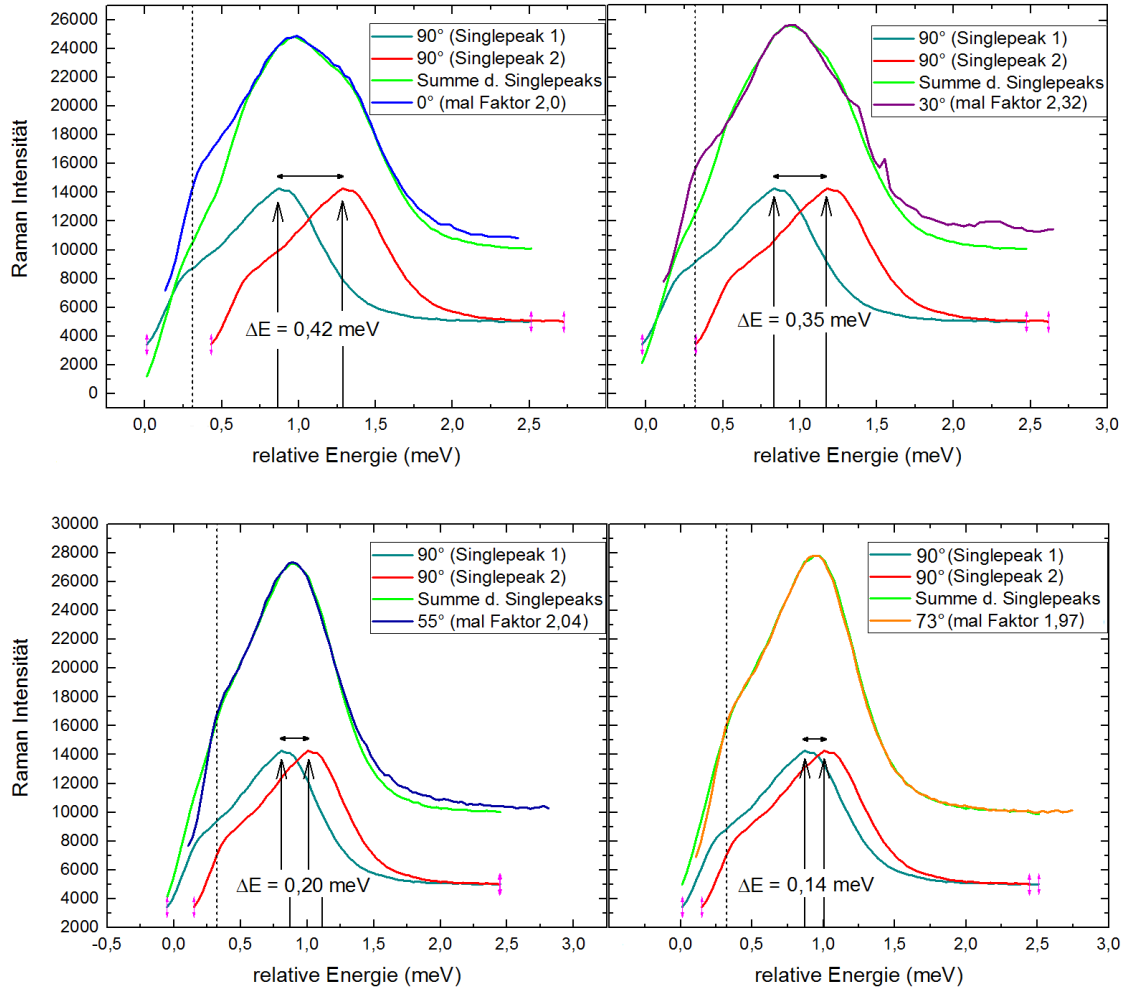 28000
26000
24000
22000
20000
18000
16000
14000
12000
10000
8000
6000
4000
2000
0
Raman Intensität
90° (Singlepeak 1)
90° (Singlepeak 2)
Summe d. Singlepeaks
0° (mal Faktor 2,0)
ΔE = 0,42 meV
0,0 0,5 1,0 1,5 2,0 2,5
relative Energie (meV)
90° (Singlepeak 1)
90° (Singlepeak 2)
Summe d. Singlepeaks
30° (mal Faktor 2,32)
ΔE = 0,35 meV
0,0 0,5 1,0 1,5 2,0 2,5 3,0
relative Energie (meV)
30000
28000
26000
24000
22000
20000
18000
16000
14000
12000
10000
8000
6000
4000
2000
Raman Intensität
90° (Singlepeak 1)
90° (Singlepeak 2)
Summe d. Singlepeaks
55° (mal Faktor 2,04)
ΔE = 0,20 meV
-0,5 0,0 0,5 1,0 1,5 2,0 2,5 3,0
relative Energie (meV)
90° (Singlepeak 1)
90° (Singlepeak 2)
Summe d. Singlepeaks
73° (mal Faktor 1,97)
ΔE = 0,14 meV
0,0 0,5 1,0 1,5 2,0 2,5 3,0
relative Energie (meV)